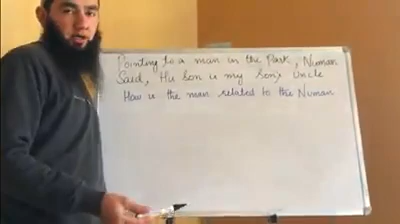 Pointing to a man in the Park, Numan
Said, His Son is my Son's Uncle
How is the man related to the Numan